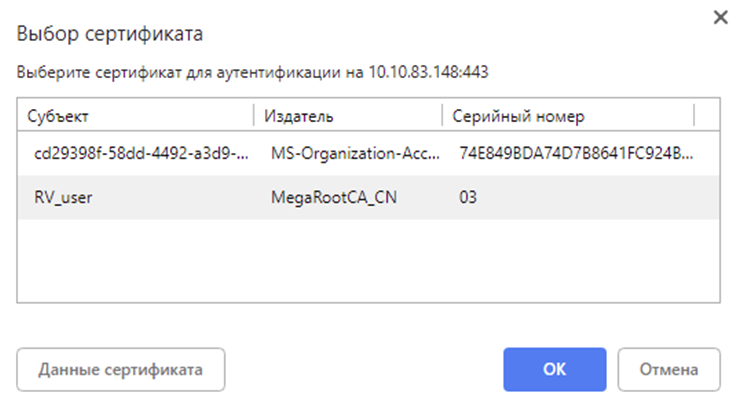 Выбор сертификата
Выберите сертификат для аутентификации на 10.10.83.148:443
Субъект Издатель Серийный номер
cd29398f-58dd-4492-a3d9-... MS-Organization-Acc... 74E849BDA74D7B8641FC924B...
RV_user MegaRootCA_CN 03
Данные сертификата ОК Отмена